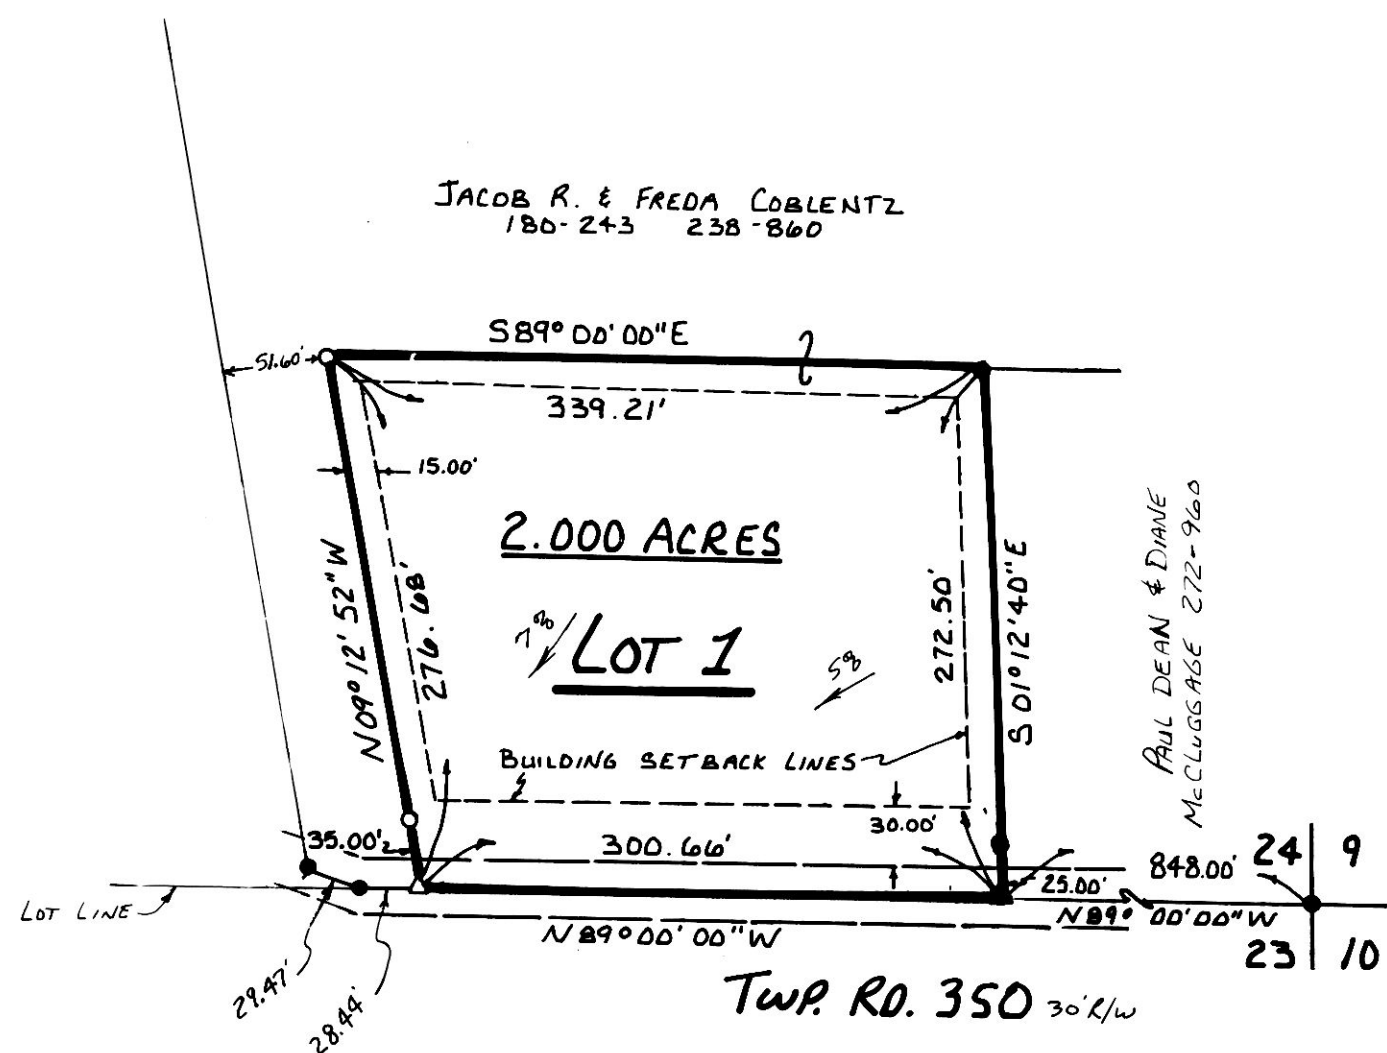 JACOB R. & FREDA COBLENTZ
180-243 238-860
S89°00'00"E
51.60'
339.21'
15.00'
2.000 ACRES
N09°12'52"W
276.68'
7%
LOT 1
5%
272.50'
S01°12'40"E
PAUL DEAN & DIANE
McCLUGGAGE 272-960
BUILDING SETBACK LINES
30.00'
35.00'
300.66'
848.00'
24 9
25.00'
LOT LINE
N89°00'00"W
N89°00'00"W
23 10
29.47'
28.44'
TWP. RD. 350 30'R/W